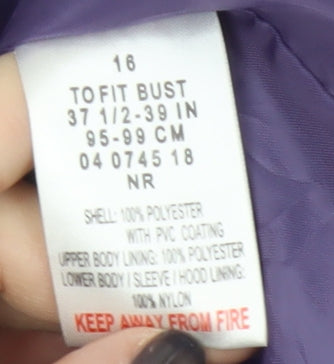 16
TO FIT BUST
37 1/2-39 IN
95-99 CM
04 0745 18
NR
SHELL: 100% POLYESTER
WITH PVC COATING
UPPER BODY LINING: 100% POLYESTER
LOWER BODY / SLEEVE / HOOD LINING:
100% NYLON
KEEP AWAY FROM FIRE